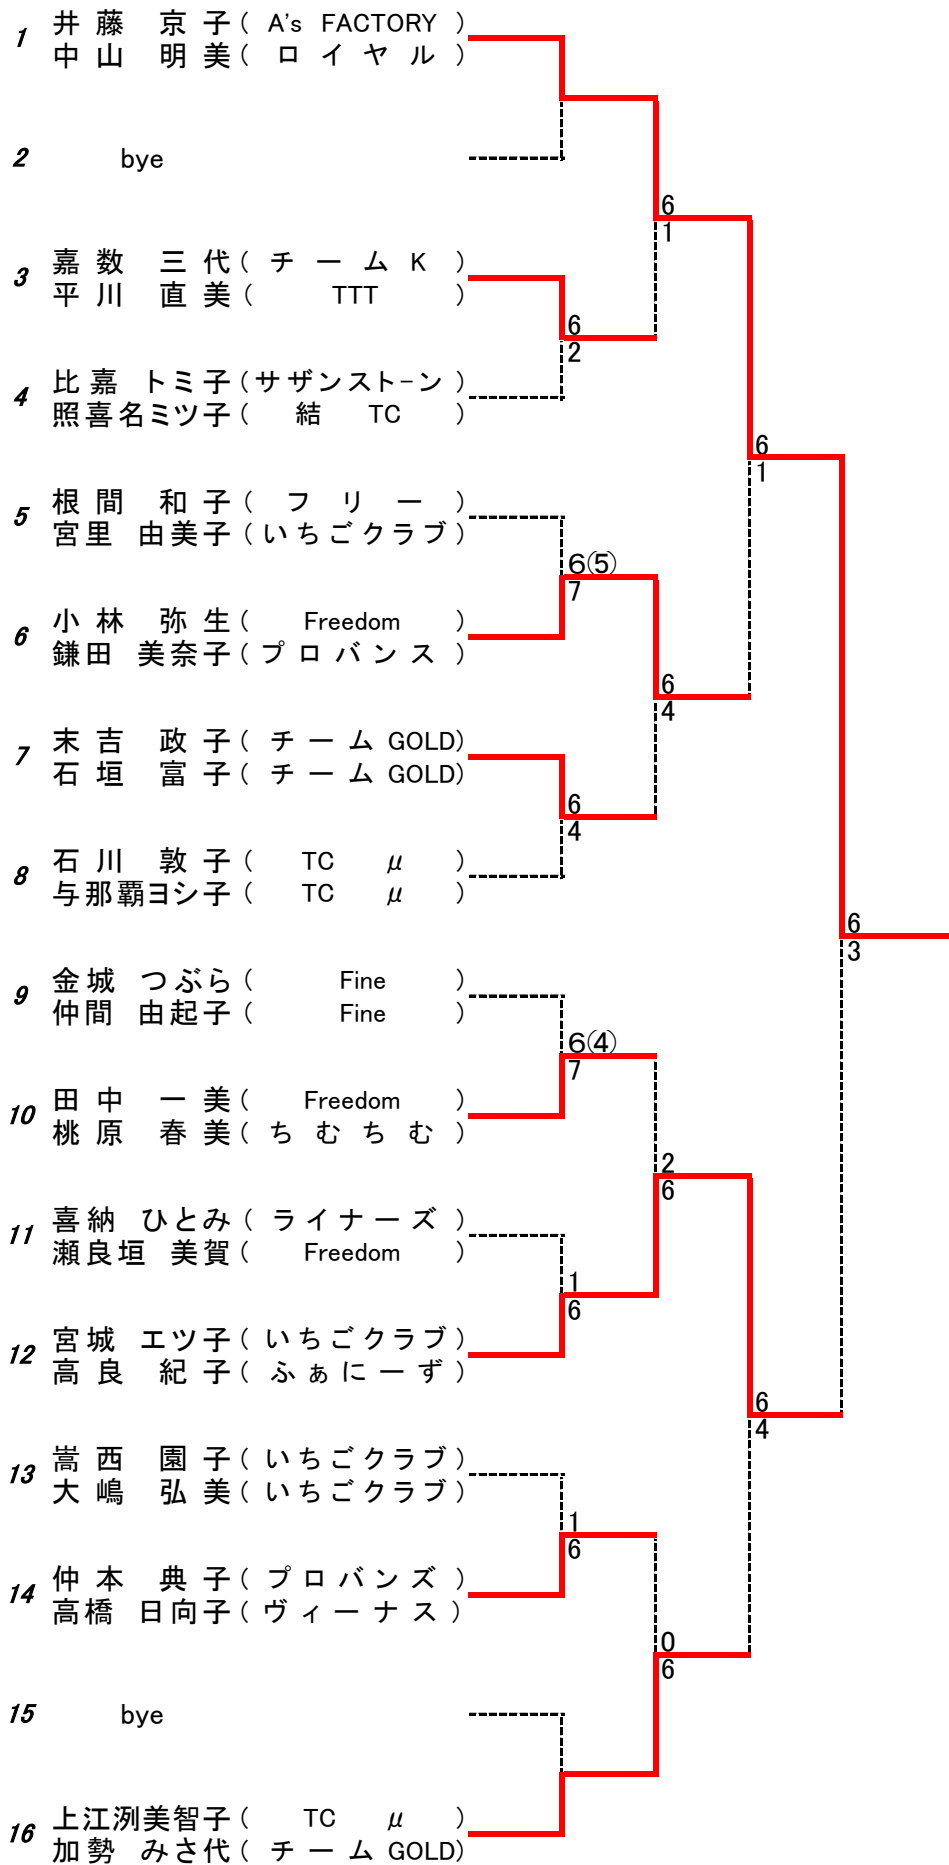 1 井藤 京子( A's FACTORY )
中山 明美( ロイヤル )
2 bye
6
1
3 嘉数 三代( チームK )
平川 直美( TTT )
6
2
4 比嘉 トミ子(サザンスト-ン )
照喜名ミツ子( 結 TC )
6
1
5 根間 和子( フリー )
宮里 由美子(いちごクラブ)
6(5)
7
6 小林 弥生( Freedom )
鎌田 美奈子(プロバンス )
6
4
7 末吉 政子( チームGOLD)
石垣 富子( チームGOLD)
6
4
8 石川 敦子( TC μ )
与那覇ヨシ子( TC μ )
6
3
9 金城 つぶら( Fine )
仲間 由起子( Fine )
6(4)
7
10 田中 一美( Freedom )
桃原 春美( ちむちむ )
2
6
11 喜納 ひとみ( ライナーズ )
瀬良垣 美賀( Freedom )
1
6
12 宮城 エツ子(いちごクラブ)
高良 紀子( ふぁにーず )
6
4
13 嵩西 園子(いちごクラブ)
大嶋 弘美(いちごクラブ)
1
6
14 仲本 典子( プロバンズ )
高橋 日向子( ヴィーナス )
0
6
15 bye
16 上江洌美智子( TC μ )
加勢 みさ代( チームGOLD)